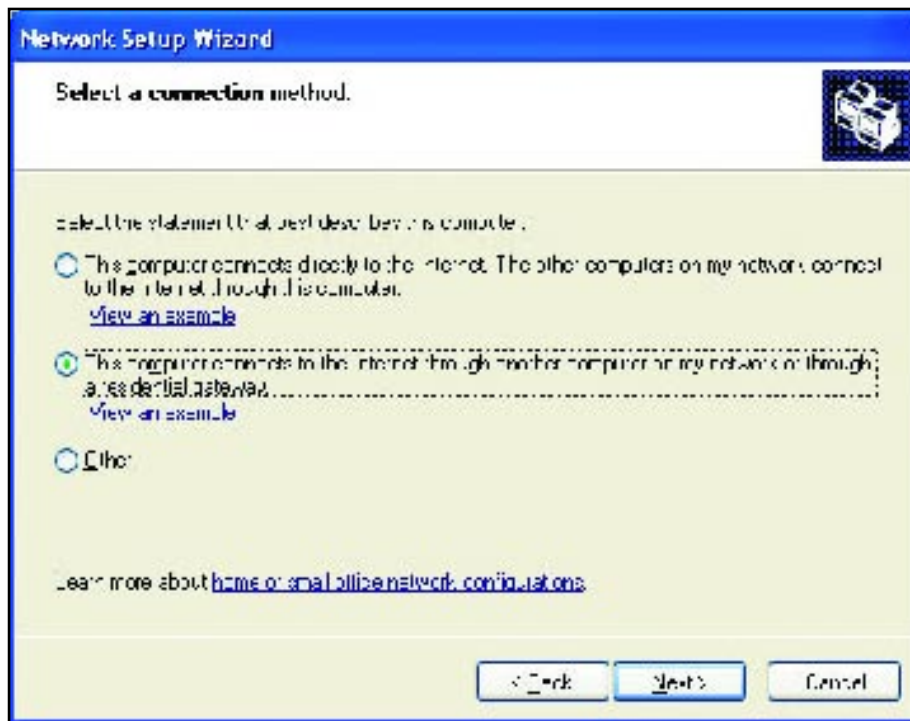 Network Setup Wizard
Select a connection method.
Select the statement that best describes this computer:
This computer connects directly to the Internet. The other computers on my network connect
to the Internet through this computer.
View an example
This computer connects to the Internet through another computer on my network or through
a residential gateway.
View an example
Other
Learn more about home or small office network configurations.
< Back
Next >
Cancel